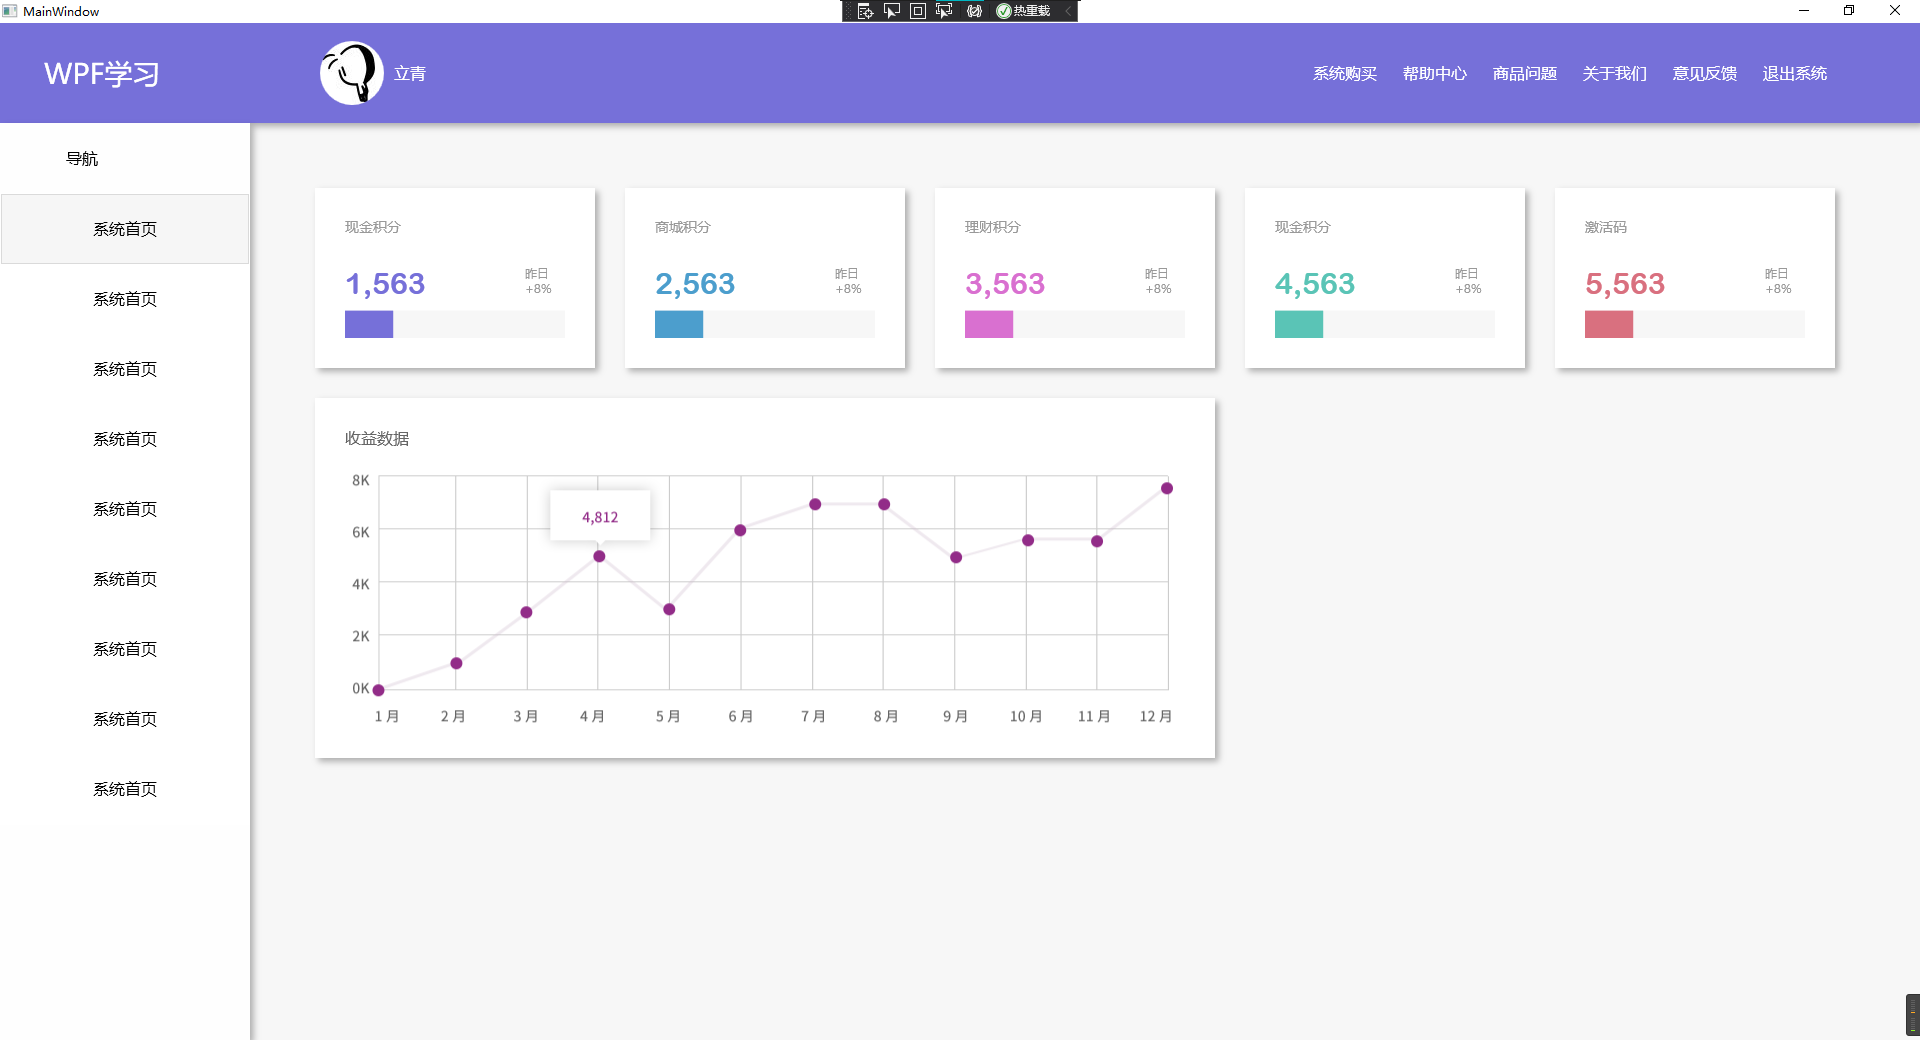 MainWindow
热重载
WPF学习
立青
系统购买 帮助中心 商品问题 关于我们 意见反馈 退出系统
导航
系统首页
系统首页
系统首页
系统首页
系统首页
系统首页
系统首页
系统首页
系统首页
现金积分
1,563
昨日
+8%
商城积分
2,563
昨日
+8%
理财积分
3,563
昨日
+8%
现金积分
4,563
昨日
+8%
激活码
5,563
昨日
+8%
收益数据
8K
6K
4K
2K
0K
4,812
1月 2月 3月 4月 5月 6月 7月 8月 9月 10月 11月 12月